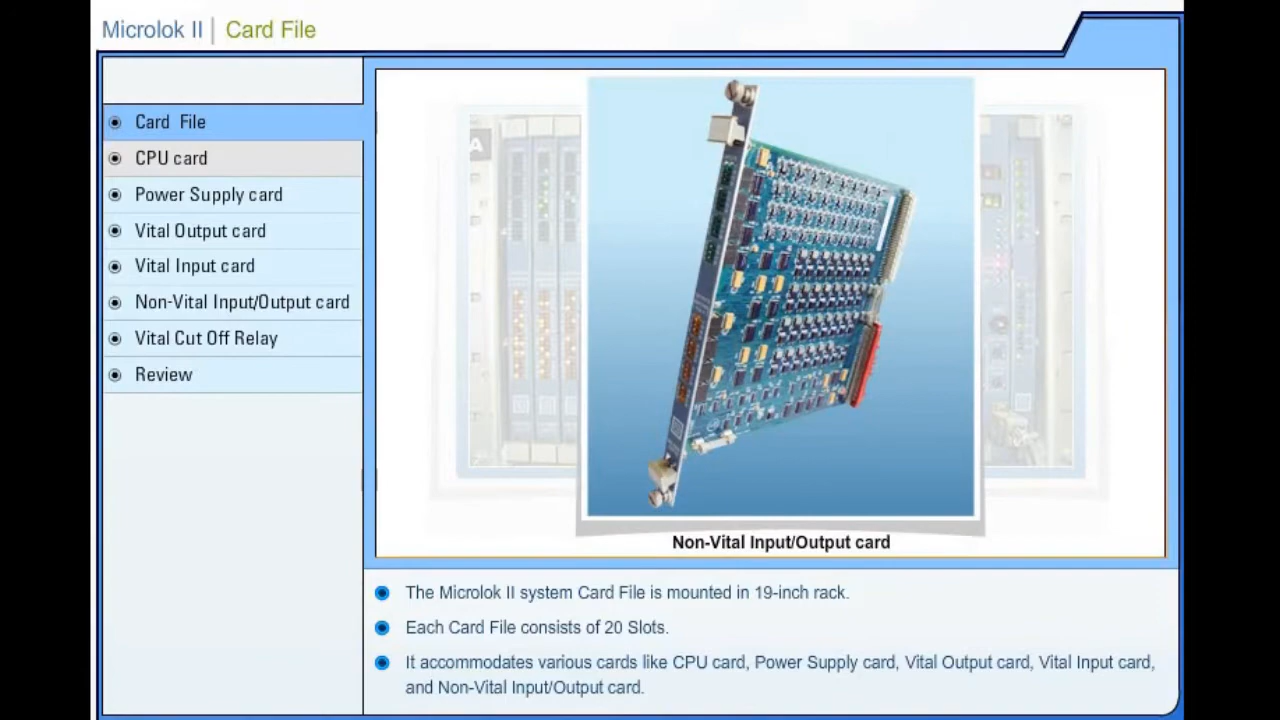 Microlok II | Card File
Card File
CPU card
Power Supply card
Vital Output card
Vital Input card
Non-Vital Input/Output card
Vital Cut Off Relay
Review
A
Non-Vital Input/Output card
The Microlok II system Card File is mounted in 19-inch rack.
Each Card File consists of 20 Slots.
It accommodates various cards like CPU card, Power Supply card, Vital Output card, Vital Input card,
and Non-Vital Input/Output card.